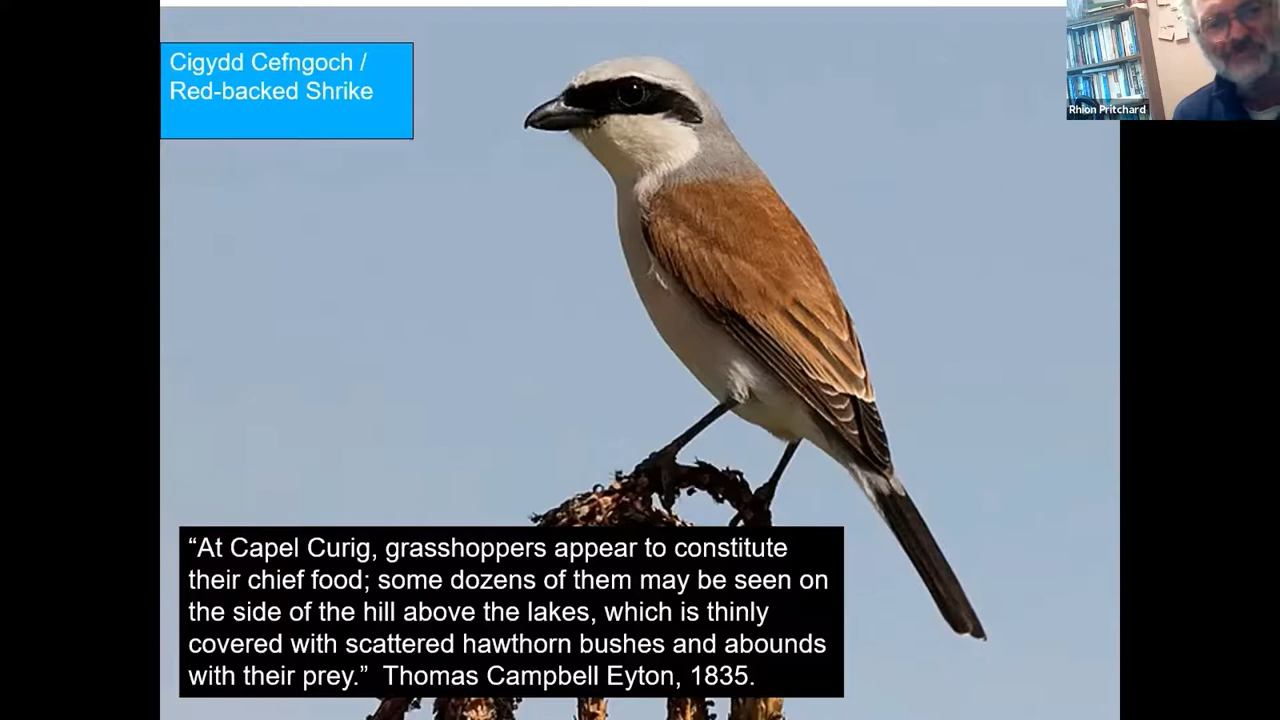 Cigydd Cefngoch /
Red-backed Shrike
Rhion Pritchard
“At Capel Curig, grasshoppers appear to constitute
their chief food; some dozens of them may be seen on
the side of the hill above the lakes, which is thinly
covered with scattered hawthorn bushes and abounds
with their prey.”  Thomas Campbell Eyton, 1835.